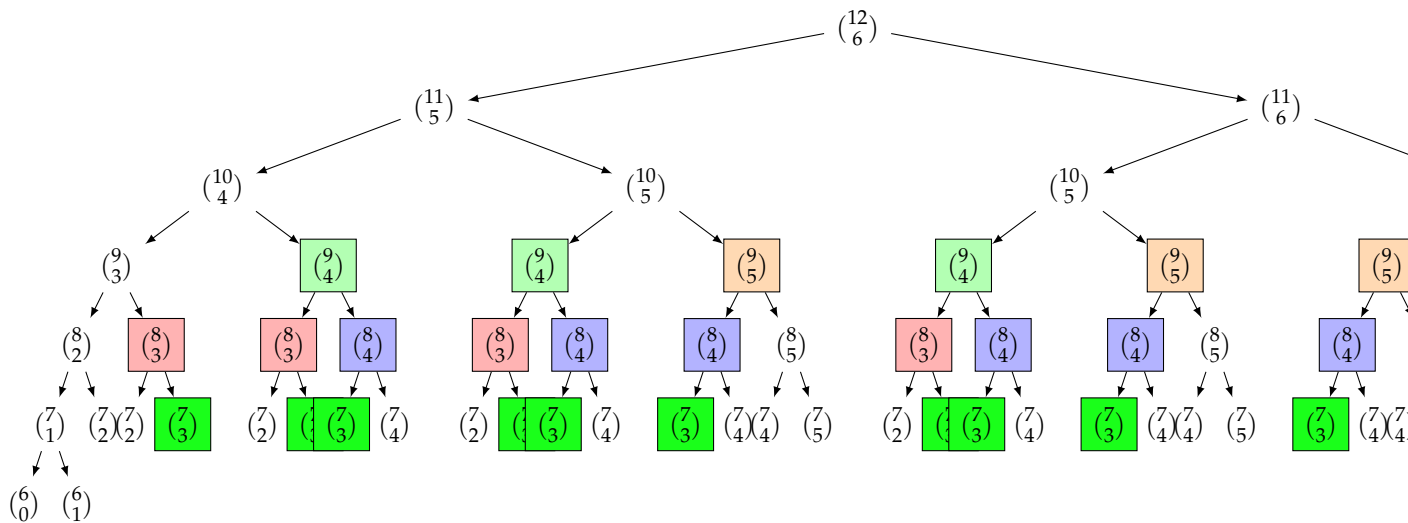 (12 6)
(11 5) (11 6)
(10 4) (10 5) (10 5)
(9 3) (9 4) (9 4) (9 5) (9 4) (9 5) (9 5)
(8 2) (8 3) (8 3) (8 4) (8 3) (8 4) (8 4) (8 5) (8 3) (8 4) (8 4) (8 5) (8 4)
(7 1) (7 2) (7 2) (7 3) (7 2) (7 3) (7 4) (7 2) (7 3) (7 4) (7 3) (7 4) (7 4) (7 5) (7 2) (7 3) (7 4) (7 3) (7 4) (7 4) (7 5) (7 3) (7 4) (7 4
(6 0) (6 1)